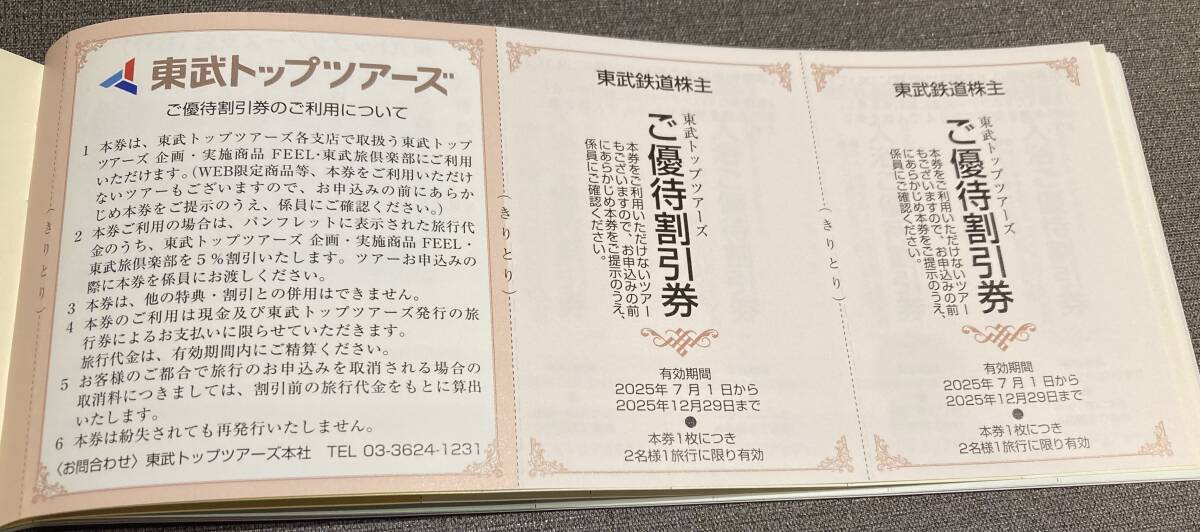 東武トップツアーズ
ご優待割引券のご利用について
1 本券は、東武トップツアーズ各支店で取扱う東武トップ
ツアーズ 企画・実施商品 FEEL・東武旅倶楽部にご利用
いただけます。(WEB限定商品等、本券をご利用いただけ
ないツアーもございますので、お申込みの前にあらか
じめ本券をご提示のうえ、係員にご確認ください。)
2 本券ご利用の場合は、パンフレットに表示された旅行代
金のうち、東武トップツアーズ 企画・実施商品 FEEL・
東武旅倶楽部を5%割引いたします。ツアーお申込みの
際に本券を係員にお渡しください。
3 本券は、他の特典・割引との併用はできません。
4 本券のご利用は現金及び東武トップツアーズ発行の旅
行券によるお支払いに限らせていただきます。
旅行代金は、有効期間内にご精算ください。
5 お客様のご都合で旅行のお申込みを取消される場合の
取消料につきましては、割引前の旅行代金をもとに算出
いたします。
6 本券は紛失されても再発行いたしません。
〈お問合わせ〉東武トップツアーズ本社 TEL 03-3624-1231
(きりとり)
(きりとり)
東武鉄道株主
東武トップツアーズ
ご優待割引券
本券をご利用いただけないツアー
もございますので、お申込みの前
にあらかじめ本券をご提示のうえ、
係員にご確認ください。
有効期間
2025年7月1日から
2025年12月29日まで
本券1枚につき
2名様1旅行に限り有効
(きりとり)
東武鉄道株主
東武トップツアーズ
ご優待割引券
本券をご利用いただけないツアー
もございますので、お申込みの前
にあらかじめ本券をご提示のうえ、
係員にご確認ください。
有効期間
2025年7月1日から
2025年12月29日まで
本券1枚につき
2名様1旅行に限り有効